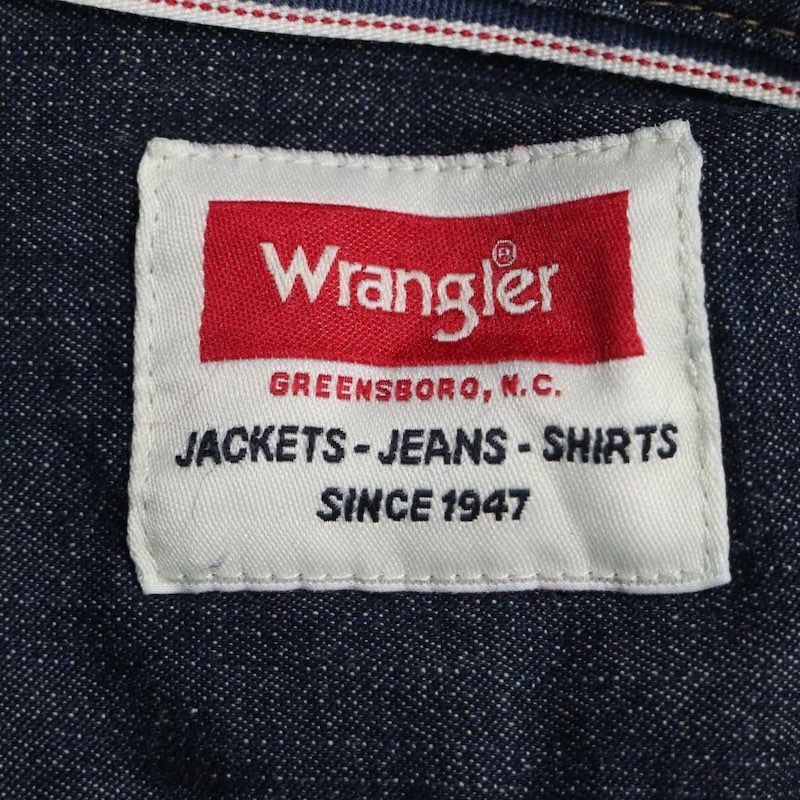 Wrangler®
GREENSBORO, N.C.
JACKETS - JEANS - SHIRTS
SINCE 1947